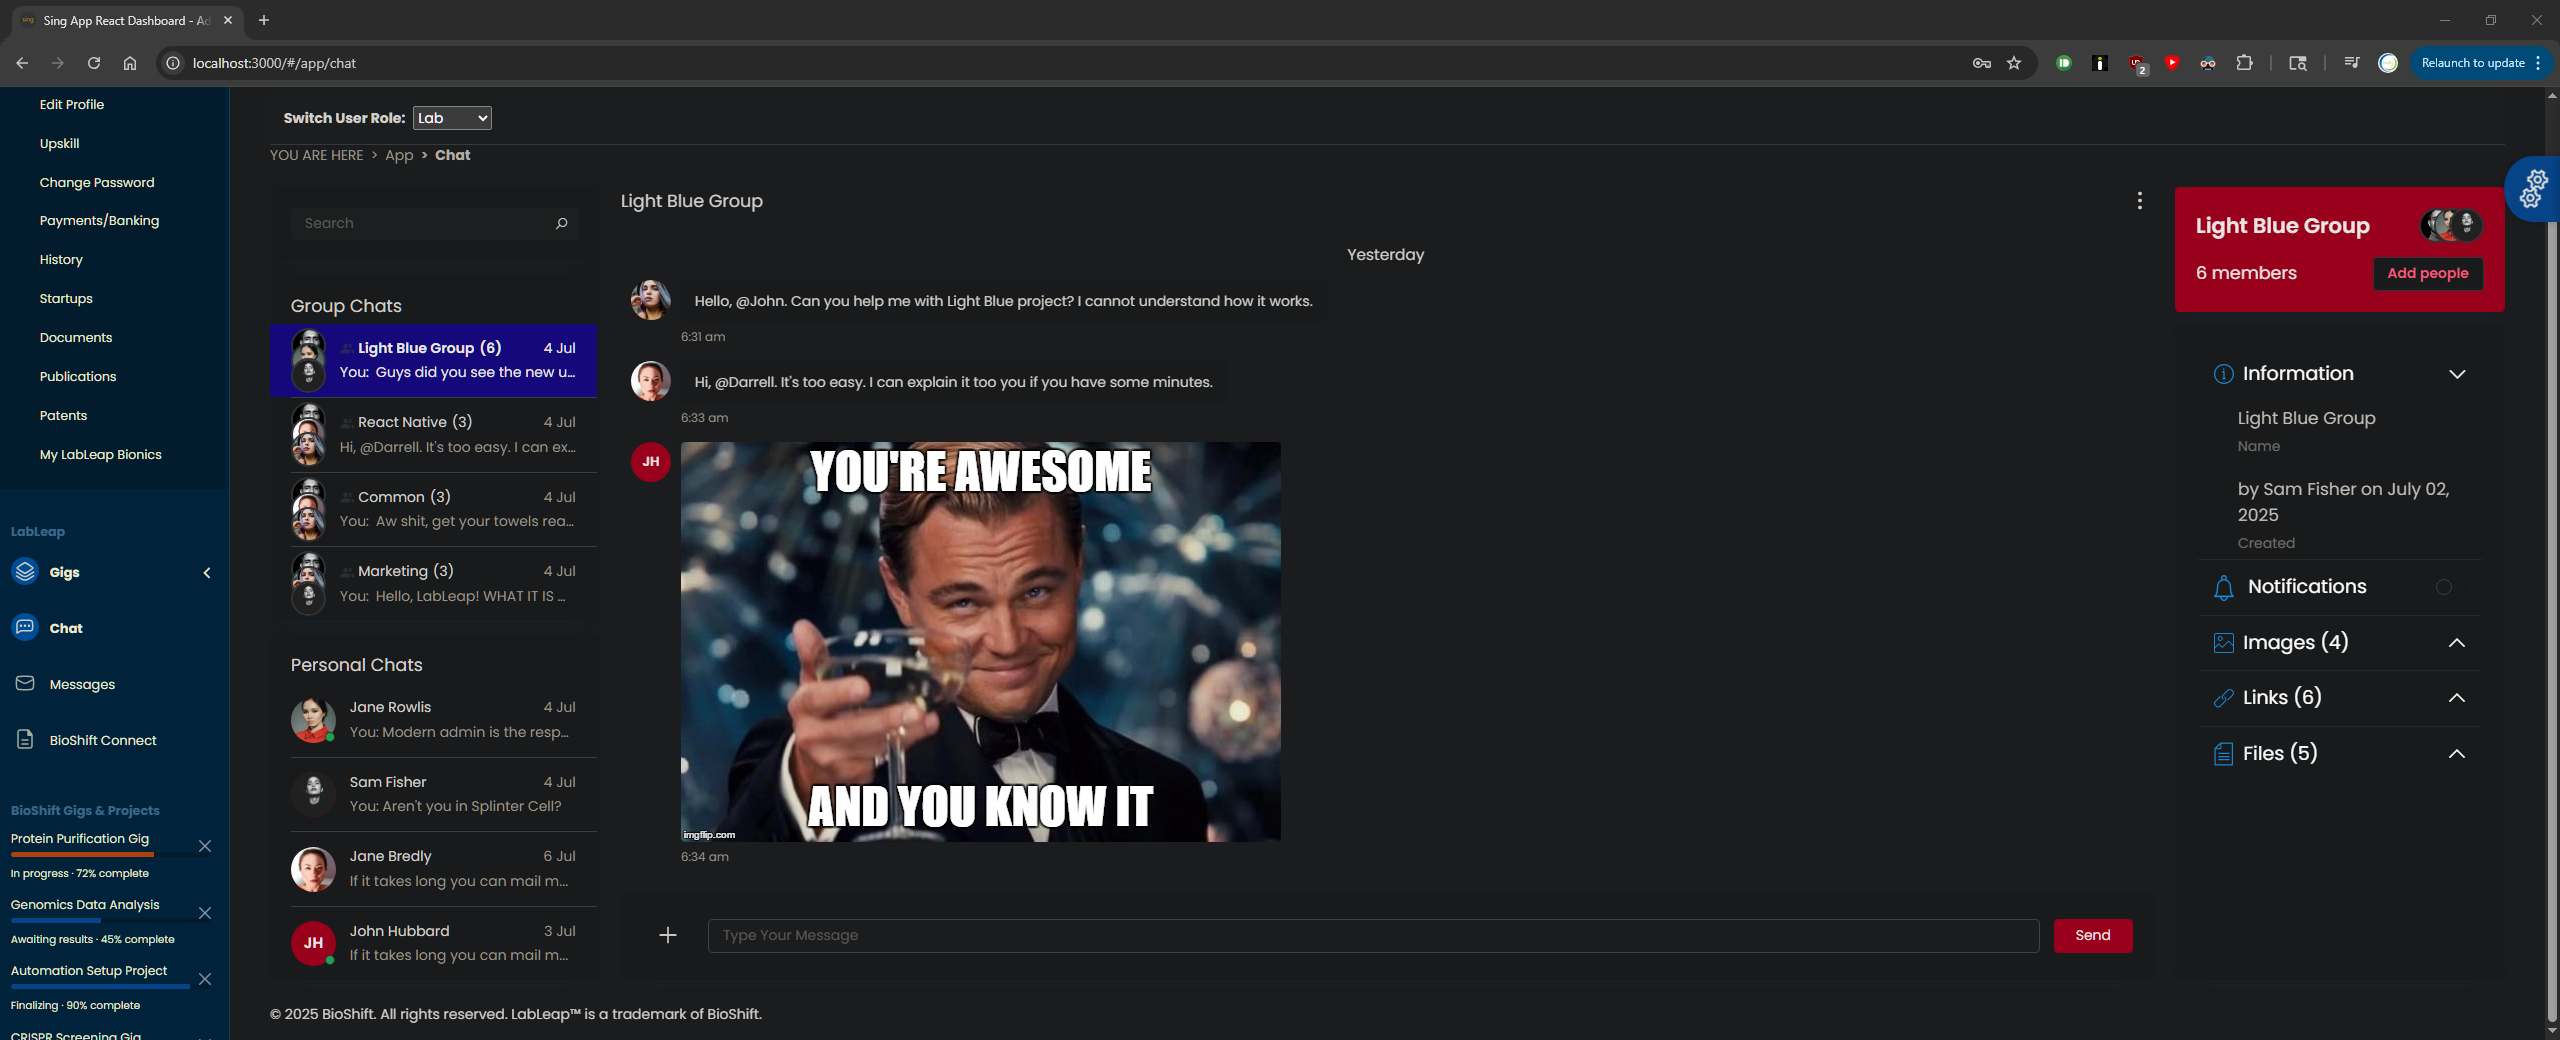 Sing App React Dashboard - Ad
localhost:3000/#/app/chat
2
Relaunch to update
Edit Profile
Upskill
Change Password
Payments/Banking
History
Startups
Documents
Publications
Patents
My LabLeap Bionics
LabLeap
Gigs
Chat
Messages
BioShift Connect
BioShift Gigs & Projects
Protein Purification Gig
In progress · 72% complete
Genomics Data Analysis
Awaiting results · 45% complete
Automation Setup Project
Finalizing · 90% complete
CRISPR Screening Gig
Switch User Role: Lab
YOU ARE HERE > App > Chat
Search
Group Chats
Light Blue Group (6) 4 Jul
You: Guys did you see the new u...
React Native (3) 4 Jul
Hi, @Darrell. It's too easy. I can ex...
Common (3) 4 Jul
You: Aw shit, get your towels rea...
Marketing (3) 4 Jul
You: Hello, LabLeap! WHAT IT IS ...
Personal Chats
Jane Rowlis 4 Jul
You: Modern admin is the resp...
Sam Fisher 4 Jul
You: Aren't you in Splinter Cell?
Jane Bredly 6 Jul
If it takes long you can mail m...
JH
John Hubbard 3 Jul
If it takes long you can mail m...
Light Blue Group
Yesterday
Hello, @John. Can you help me with Light Blue project? I cannot understand how it works.
6:31 am
Hi, @Darrell. It's too easy. I can explain it too you if you have some minutes.
6:33 am
JH
YOU'RE AWESOME
AND YOU KNOW IT
imgflip.com
6:34 am
Type Your Message
Send
Light Blue Group
6 members
Add people
Information
Light Blue Group
Name
by Sam Fisher on July 02,
2025
Created
Notifications
Images (4)
Links (6)
Files (5)
© 2025 BioShift. All rights reserved. LabLeap™ is a trademark of BioShift.